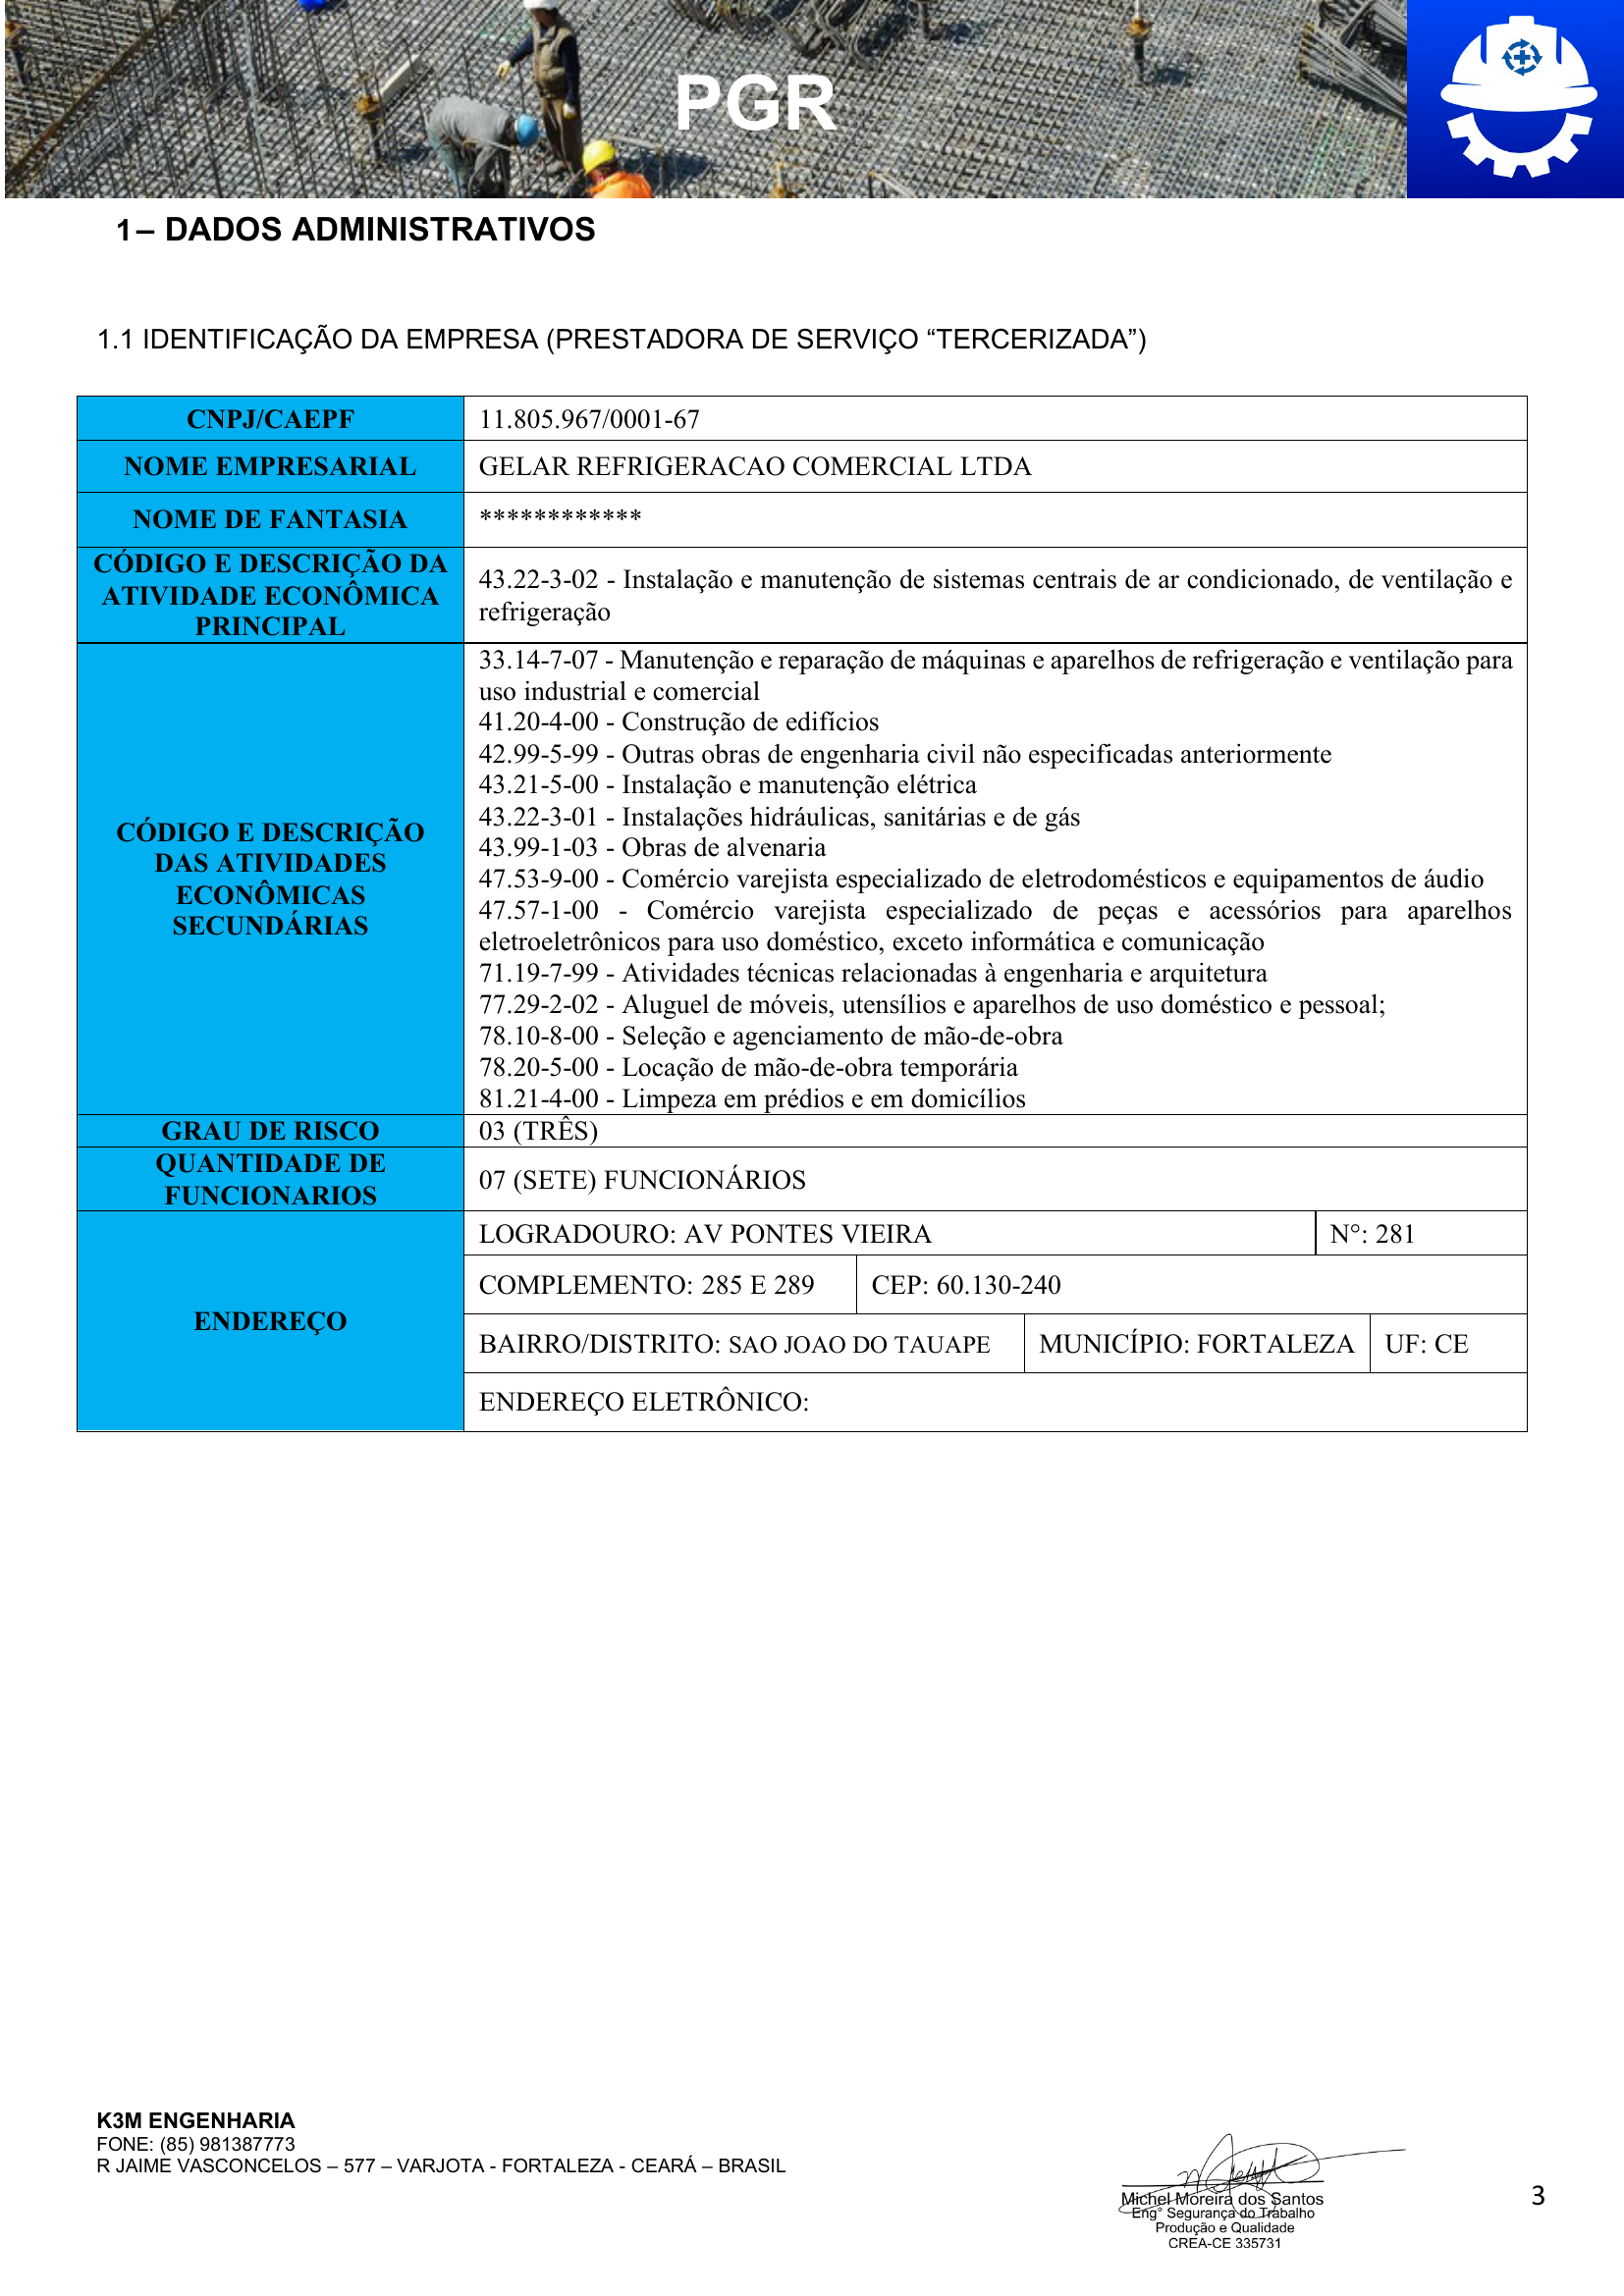 PGR
1– DADOS ADMINISTRATIVOS
1.1 IDENTIFICAÇÃO DA EMPRESA (PRESTADORA DE SERVIÇO “TERCERIZADA”)
CNPJ/CAEPF
11.805.967/0001-67
NOME EMPRESARIAL
GELAR REFRIGERACAO COMERCIAL LTDA
NOME DE FANTASIA
************
CÓDIGO E DESCRIÇÃO DA
ATIVIDADE ECONÔMICA
PRINCIPAL
43.22-3-02 - Instalação e manutenção de sistemas centrais de ar condicionado, de ventilação e
refrigeração
CÓDIGO E DESCRIÇÃO
DAS ATIVIDADES
ECONÔMICAS
SECUNDÁRIAS
33.14-7-07 - Manutenção e reparação de máquinas e aparelhos de refrigeração e ventilação para
uso industrial e comercial
41.20-4-00 - Construção de edifícios
42.99-5-99 - Outras obras de engenharia civil não especificadas anteriormente
43.21-5-00 - Instalação e manutenção elétrica
43.22-3-01 - Instalações hidráulicas, sanitárias e de gás
43.99-1-03 - Obras de alvenaria
47.53-9-00 - Comércio varejista especializado de eletrodomésticos e equipamentos de áudio
47.57-1-00 - Comércio varejista especializado de peças e acessórios para aparelhos
eletroeletrônicos para uso doméstico, exceto informática e comunicação
71.19-7-99 - Atividades técnicas relacionadas à engenharia e arquitetura
77.29-2-02 - Aluguel de móveis, utensílios e aparelhos de uso doméstico e pessoal;
78.10-8-00 - Seleção e agenciamento de mão-de-obra
78.20-5-00 - Locação de mão-de-obra temporária
81.21-4-00 - Limpeza em prédios e em domicílios
GRAU DE RISCO
03 (TRÊS)
QUANTIDADE DE
FUNCIONARIOS
07 (SETE) FUNCIONÁRIOS
ENDEREÇO
LOGRADOURO: AV PONTES VIEIRA
N°: 281
COMPLEMENTO: 285 E 289
CEP: 60.130-240
BAIRRO/DISTRITO: SAO JOAO DO TAUAPE
MUNICÍPIO: FORTALEZA
UF: CE
ENDEREÇO ELETRÔNICO:
K3M ENGENHARIA
FONE: (85) 981387773
R JAIME VASCONCELOS – 577 – VARJOTA - FORTALEZA - CEARÁ – BRASIL
Michel Moreira dos Santos
Eng° Segurança do Trabalho
Produção e Qualidade
CREA-CE 335731
3